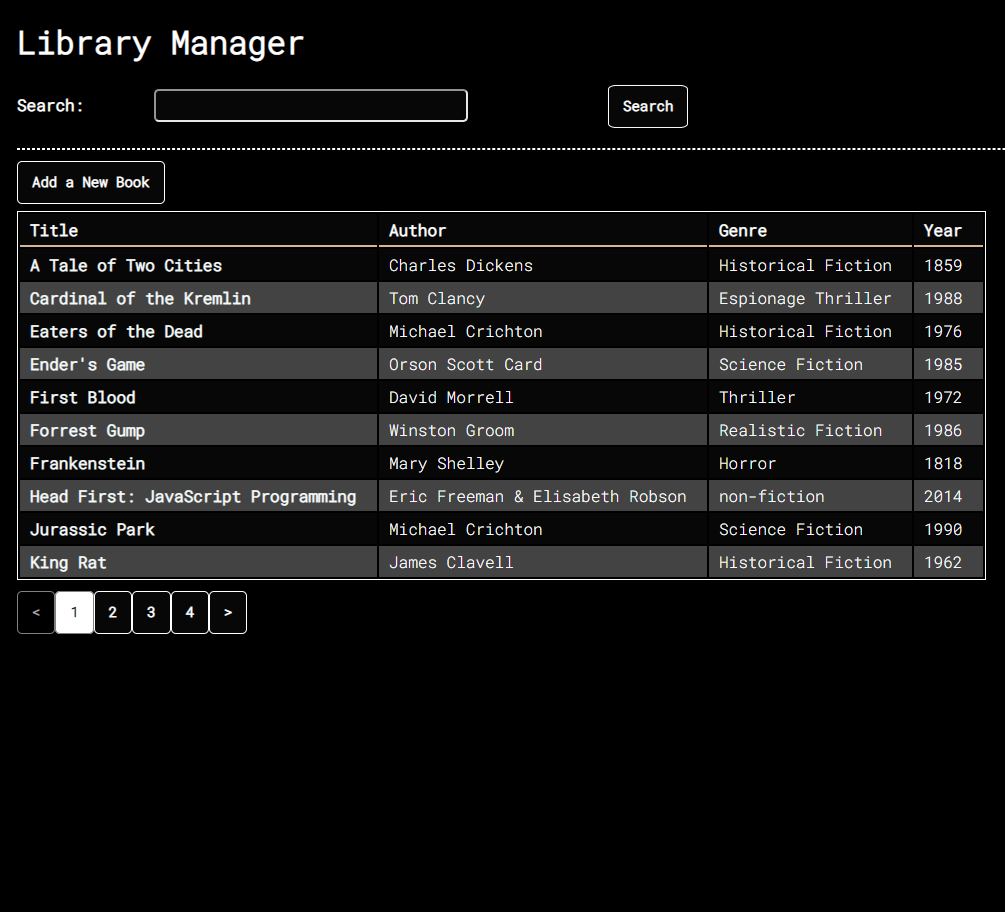 Library Manager
Search: Search
Add a New Book
Title Author Genre Year
A Tale of Two Cities Charles Dickens Historical Fiction 1859
Cardinal of the Kremlin Tom Clancy Espionage Thriller 1988
Eaters of the Dead Michael Crichton Historical Fiction 1976
Ender's Game Orson Scott Card Science Fiction 1985
First Blood David Morrell Thriller 1972
Forrest Gump Winston Groom Realistic Fiction 1986
Frankenstein Mary Shelley Horror 1818
Head First: JavaScript Programming Eric Freeman & Elisabeth Robson non-fiction 2014
Jurassic Park Michael Crichton Science Fiction 1990
King Rat James Clavell Historical Fiction 1962
< 1 2 3 4 >